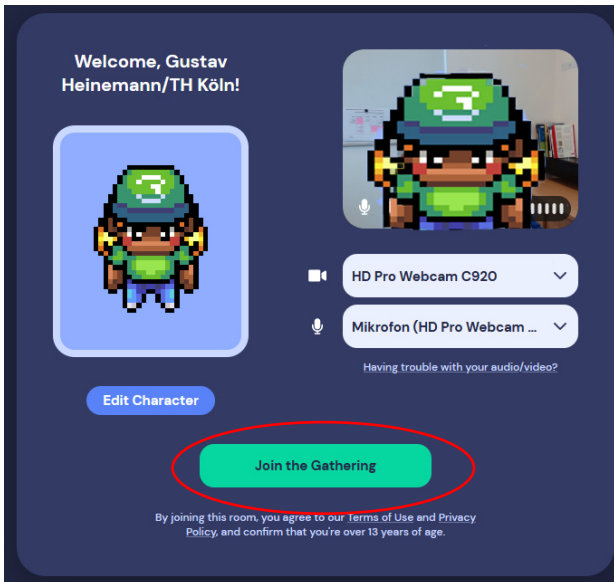 Welcome, Gustav
Heinemann/TH Köln!
HD Pro Webcam C920
Mikrofon (HD Pro Webcam ...
Having trouble with your audio/video?
Edit Character
Join the Gathering
By joining this room, you agree to our Terms of Use and Privacy
Policy, and confirm that you're over 13 years of age.